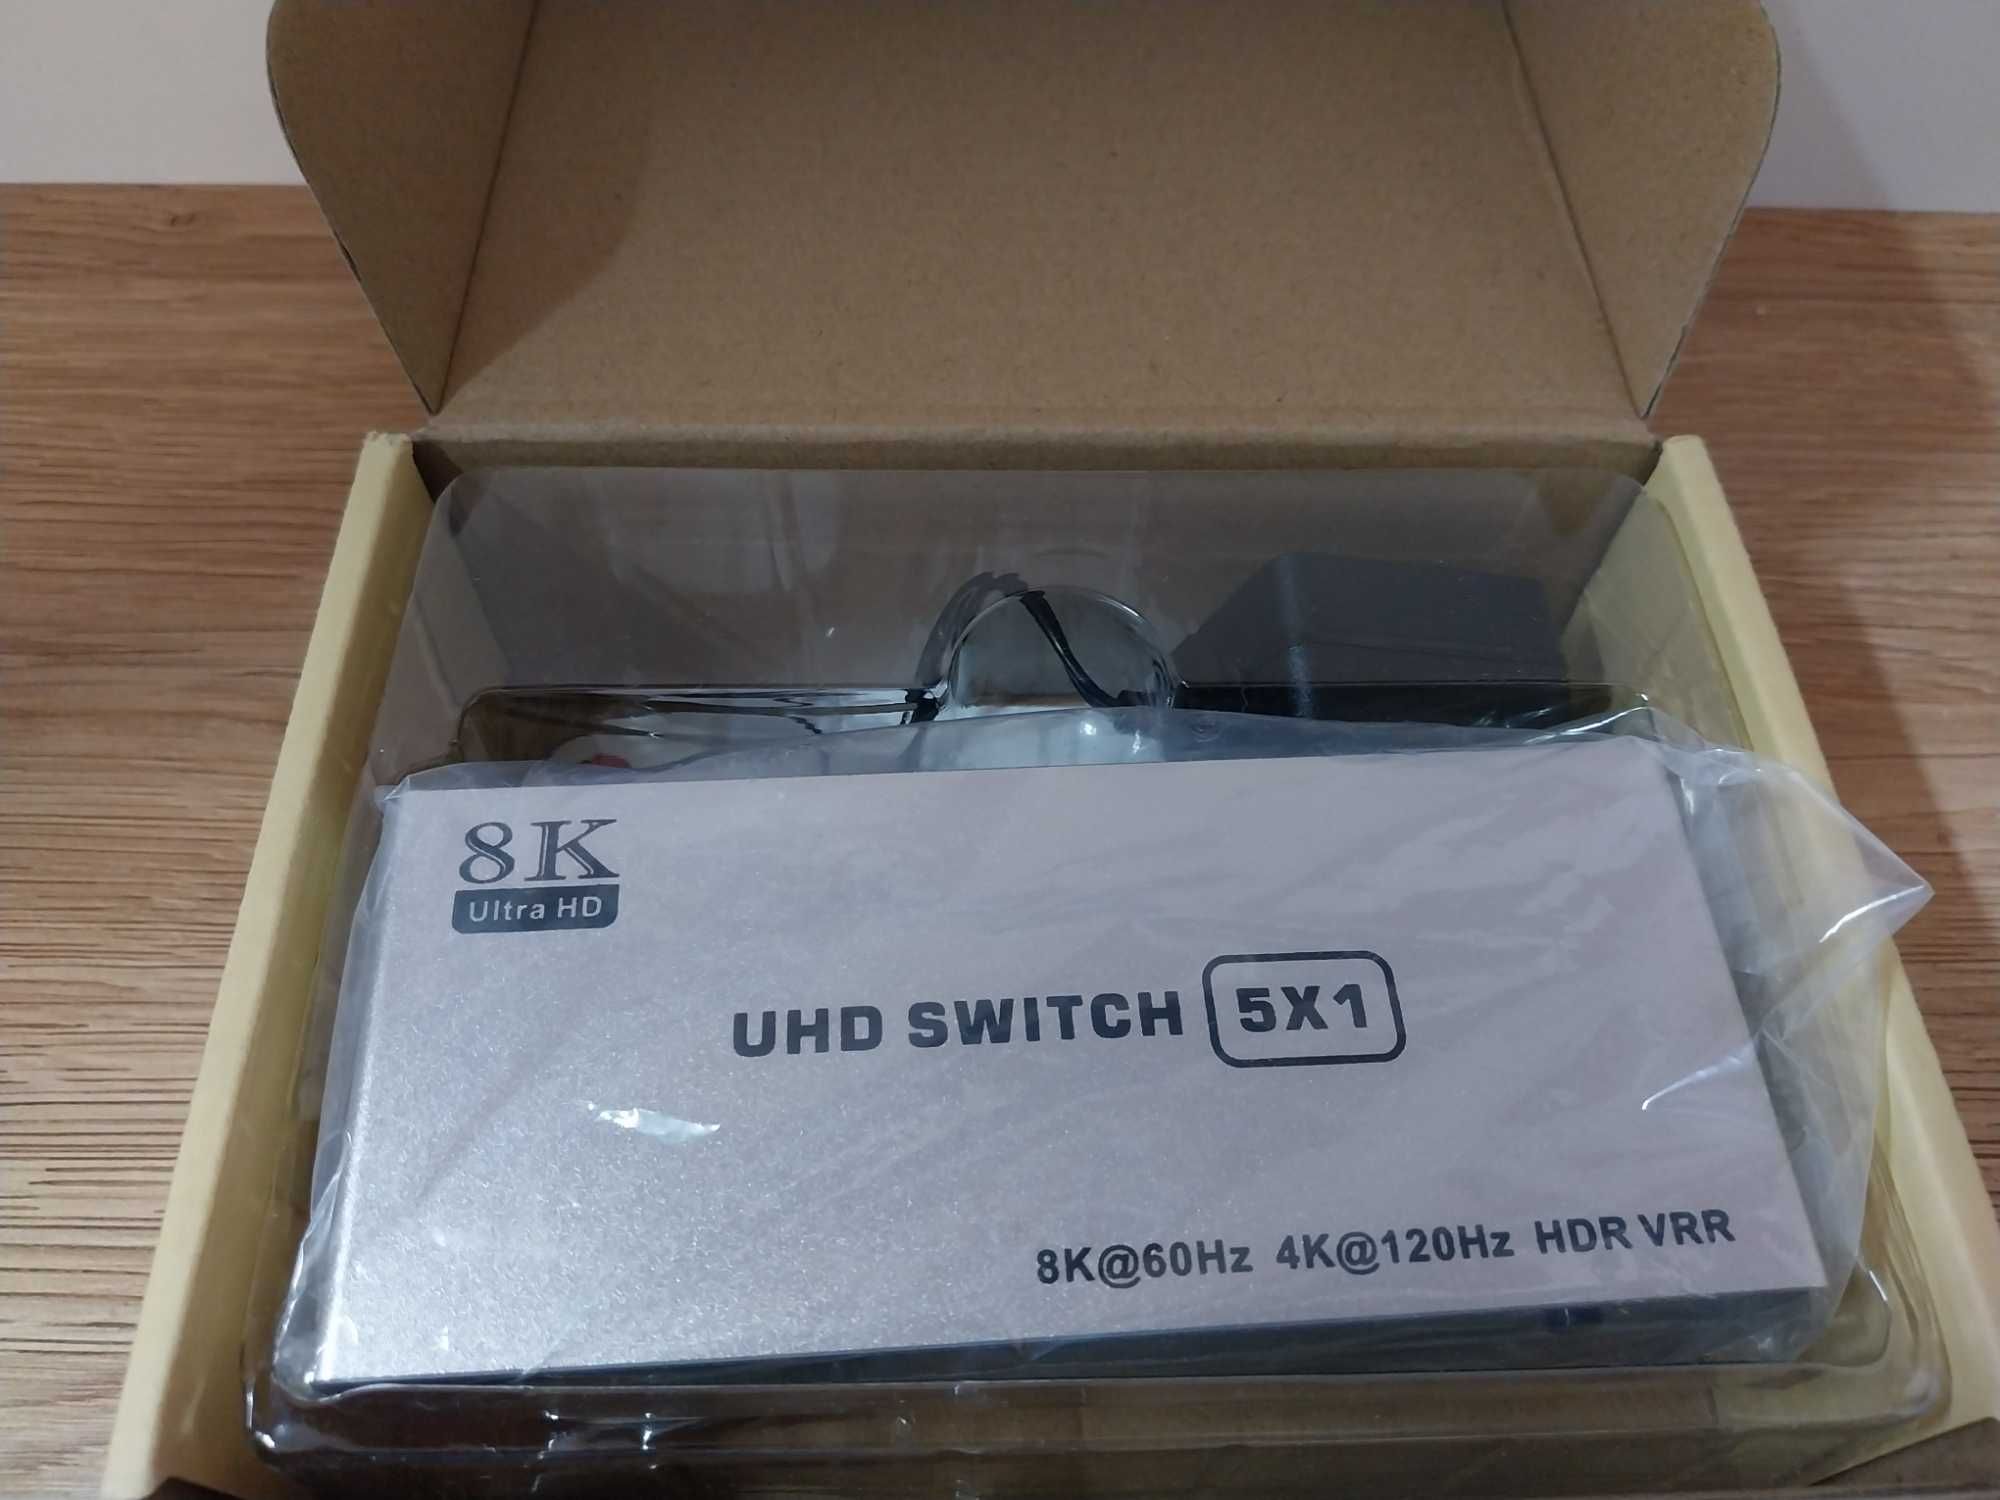 8K
Ultra HD
UHD SWITCH 5X1
8K@60Hz 4K@120Hz HDR VRR